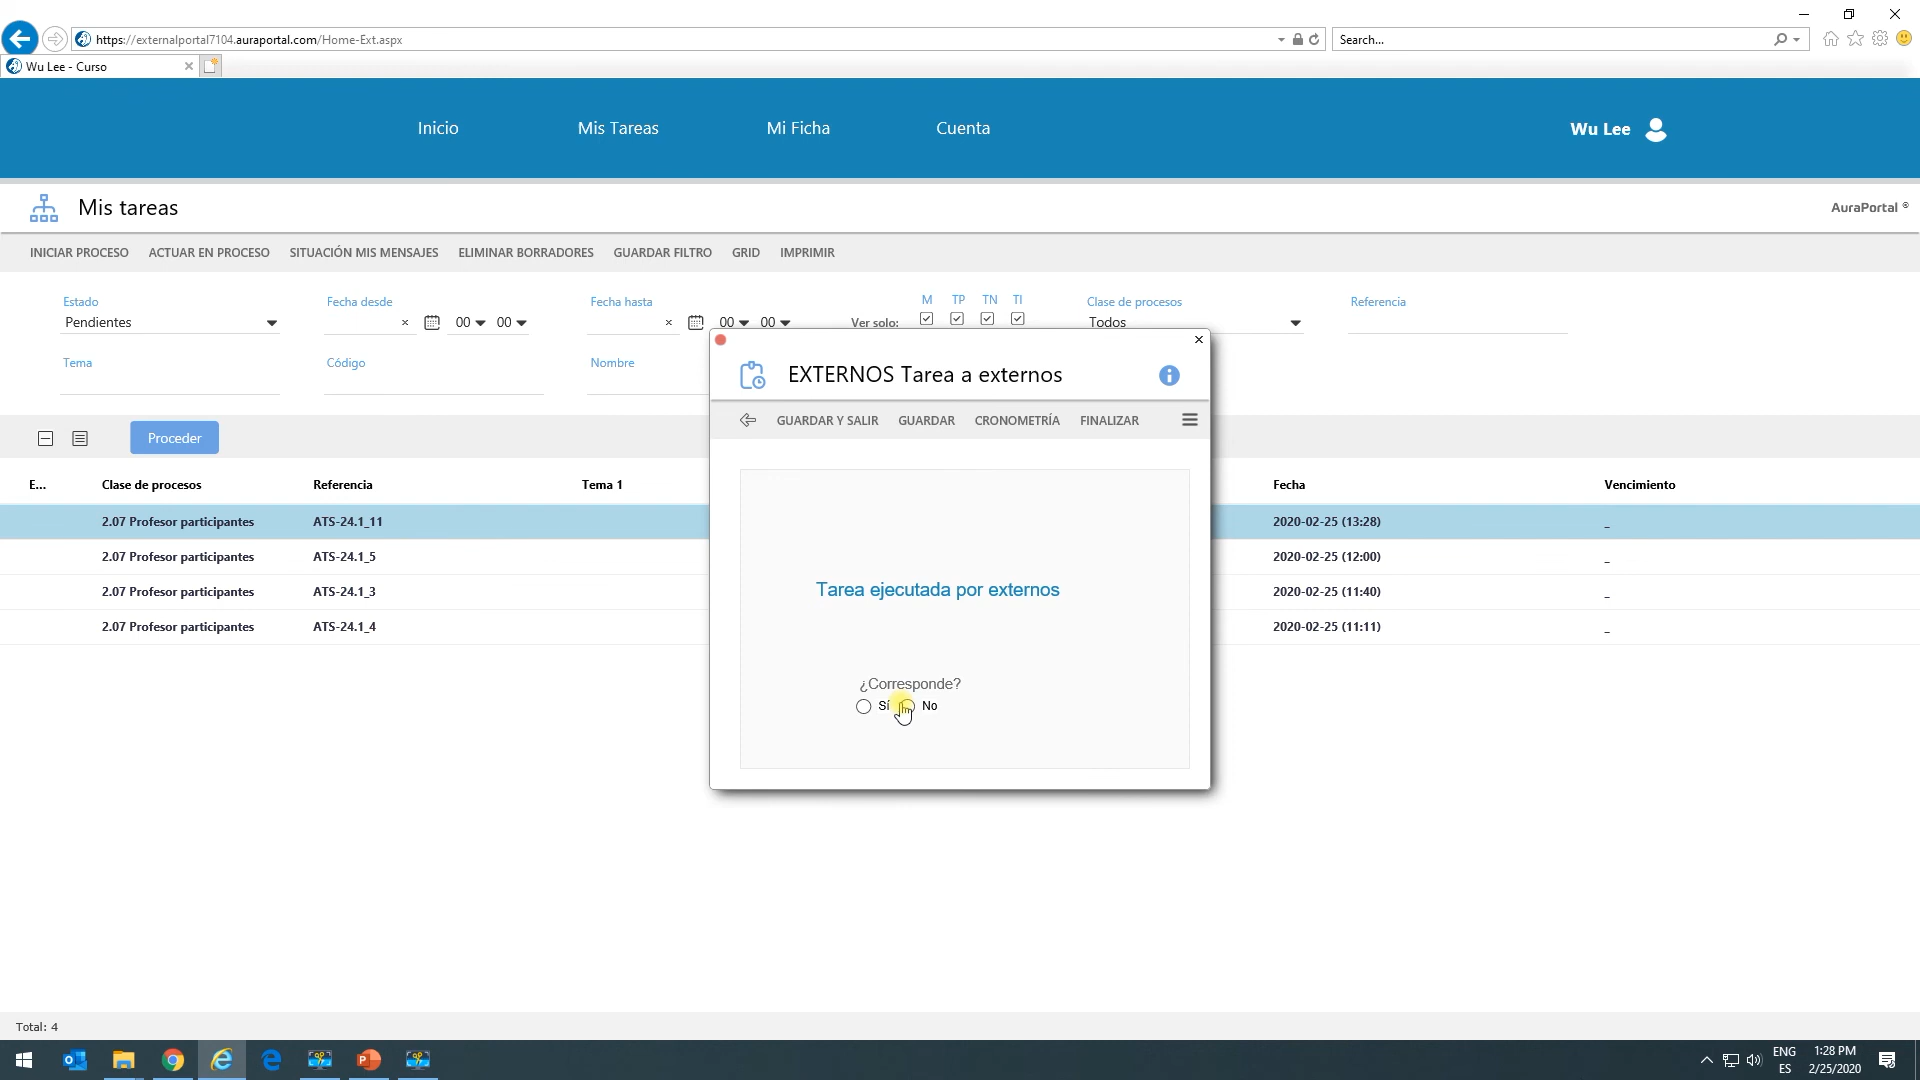 https://externalportal7104.auraportal.com/Home-Ext.aspx
Search...
Wu Lee - Curso
Inicio
Mis Tareas
Mi Ficha
Cuenta
Wu Lee
Mis tareas
AuraPortal ®
INICIAR PROCESO
ACTUAR EN PROCESO
SITUACIÓN MIS MENSAJES
ELIMINAR BORRADORES
GUARDAR FILTRO
GRID
IMPRIMIR
Estado
Fecha desde
Fecha hasta
M TP TN TI
Clase de procesos
Referencia
Pendientes
00 00
00 00
Ver solo:
Todos
Tema
Código
Nombre
EXTERNOS Tarea a externos
GUARDAR Y SALIR
GUARDAR
CRONOMETRÍA
FINALIZAR
Proceder
E... Clase de procesos Referencia Tema 1 Fecha Vencimiento
2.07 Profesor participantes ATS-24.1_11 2020-02-25 (13:28) _
2.07 Profesor participantes ATS-24.1_5 2020-02-25 (12:00) _
2.07 Profesor participantes ATS-24.1_3 2020-02-25 (11:40) _
2.07 Profesor participantes ATS-24.1_4 2020-02-25 (11:11) _
Tarea ejecutada por externos
¿Corresponde?
Sí No
Total: 4
ENG
ES
1:28 PM
2/25/2020